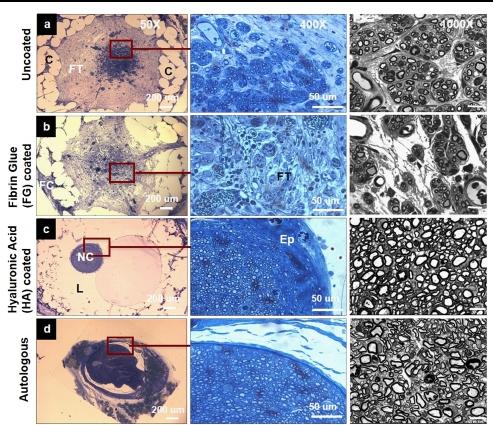 50X
400X
1000X
Uncoated
a
C
FT
C
200 um
50 um
Fibrin Glue
(FG) coated
b
FC
200 um
FT
50 um
Hyaluronic Acid
(HA) coated
c
NC
L
200 um
Ep
50 um
Autologous
d
200 um
50 um